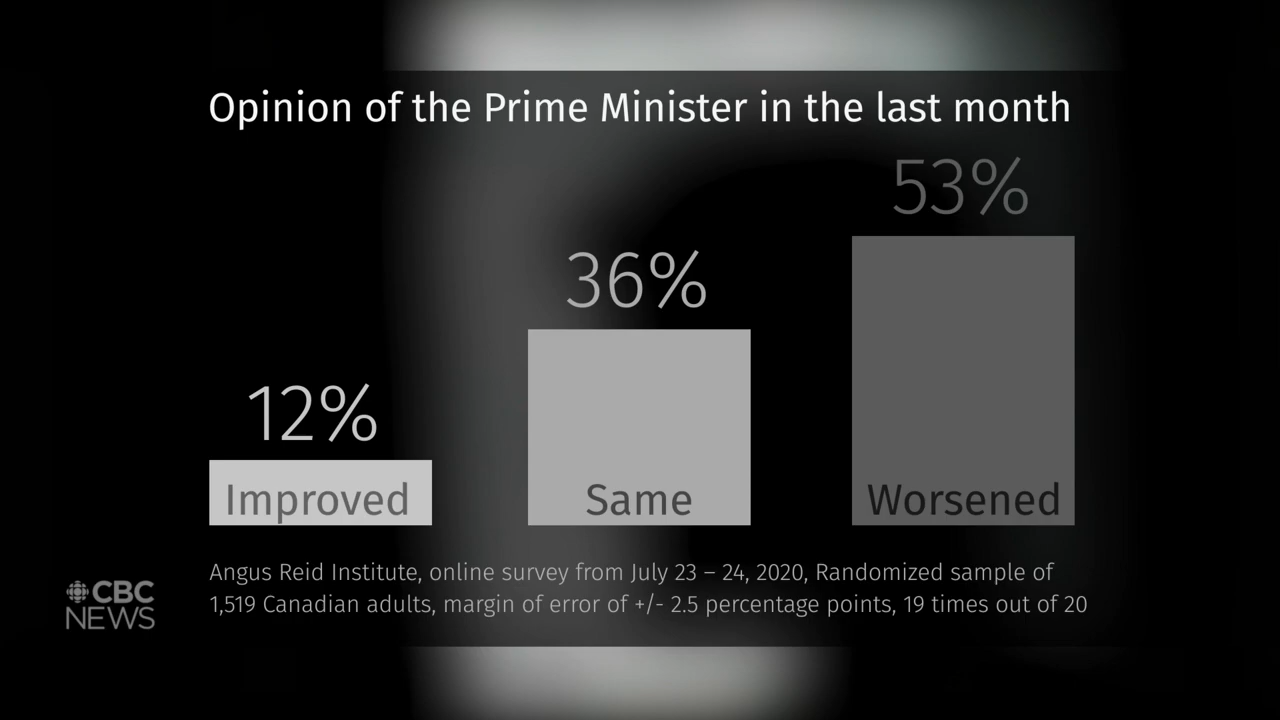 Opinion of the Prime Minister in the last month
53%
36%
12%
Improved
Same
Worsened
Angus Reid Institute, online survey from July 23 – 24, 2020, Randomized sample of
1,519 Canadian adults, margin of error of +/- 2.5 percentage points, 19 times out of 20
CBC
NEWS